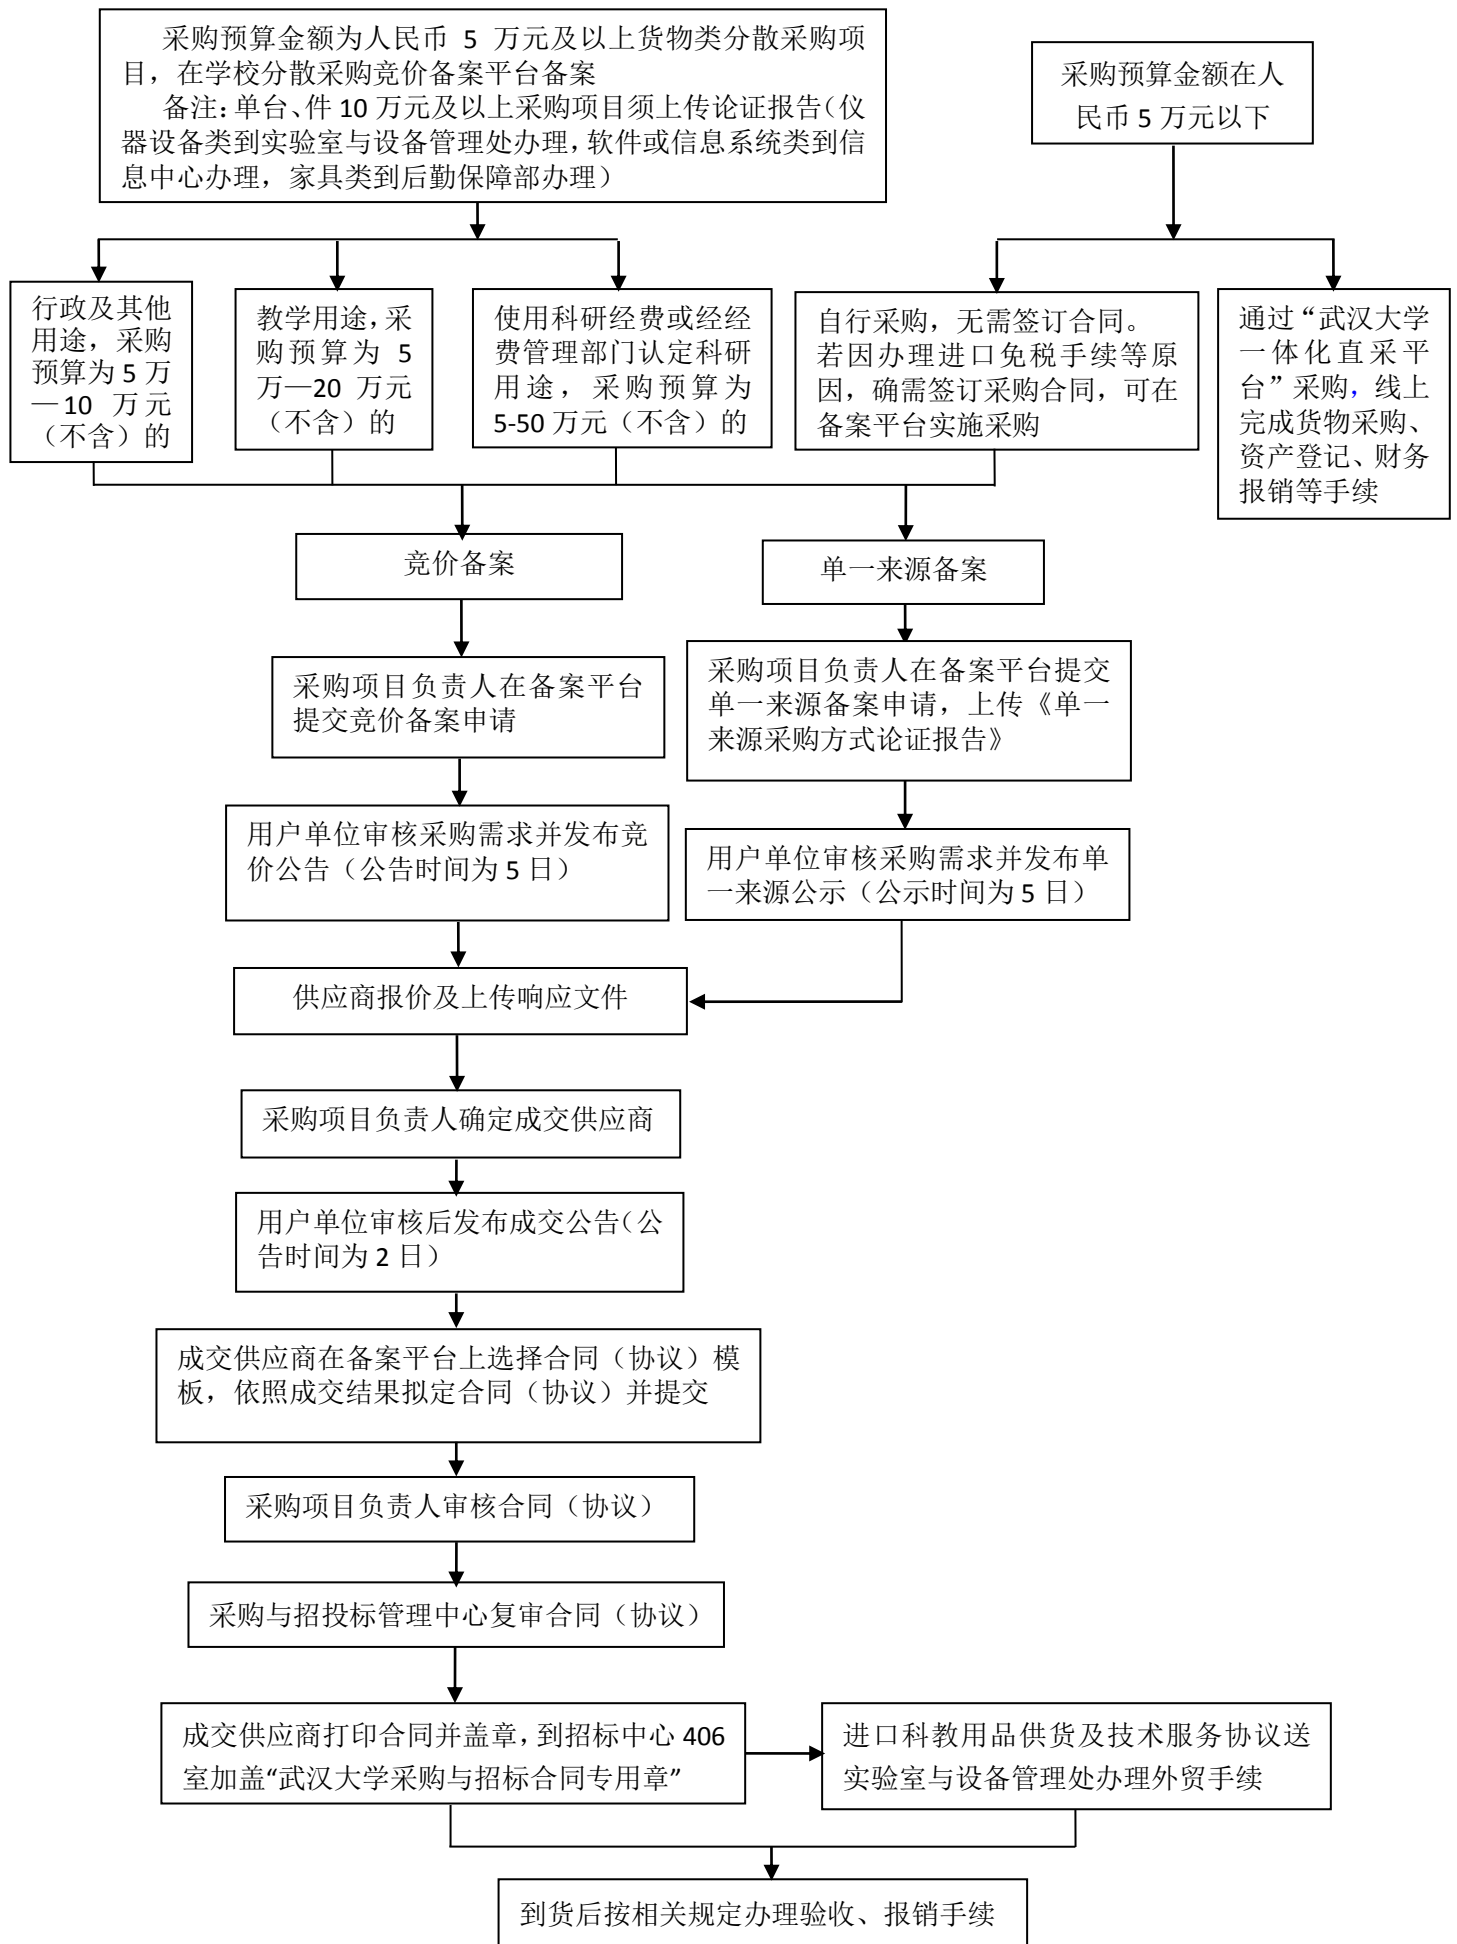 采购预算金额为人民币 5 万元及以上货物类分散采购项
目，在学校分散采购竞价备案平台备案
备注：单台、件 10 万元及以上采购项目须上传论证报告（仪
器设备类到实验室与设备管理处办理，软件或信息系统类到信
息中心办理，家具类到后勤保障部办理）
采购预算金额在人
民币 5 万元以下
行政及其他
用途，采购
预算为 5 万
—10 万元
（不含）的
教学用途，采
购预算为 5
万—20 万元
（不含）的
使用科研经费或经经
费管理部门认定科研
用途，采购预算为
5-50 万元（不含）的
自行采购，无需签订合同。
若因办理进口免税手续等原
因，确需签订采购合同，可在
备案平台实施采购
通过“武汉大学
一体化直采平
台”采购，线上
完成货物采购、
资产登记、财务
报销等手续
竞价备案
单一来源备案
采购项目负责人在备案平台
提交竞价备案申请
采购项目负责人在备案平台提交
单一来源备案申请，上传《单一
来源采购方式论证报告》
用户单位审核采购需求并发布竞
价公告（公告时间为 5 日）
用户单位审核采购需求并发布单
一来源公示（公示时间为 5 日）
供应商报价及上传响应文件
采购项目负责人确定成交供应商
用户单位审核后发布成交公告（公
告时间为 2 日）
成交供应商在备案平台上选择合同（协议）模
板，依照成交结果拟定合同（协议）并提交
采购项目负责人审核合同（协议）
采购与招投标管理中心复审合同（协议）
成交供应商打印合同并盖章，到招标中心 406
室加盖“武汉大学采购与招标合同专用章”
进口科教用品供货及技术服务协议送
实验室与设备管理处办理外贸手续
到货后按相关规定办理验收、报销手续